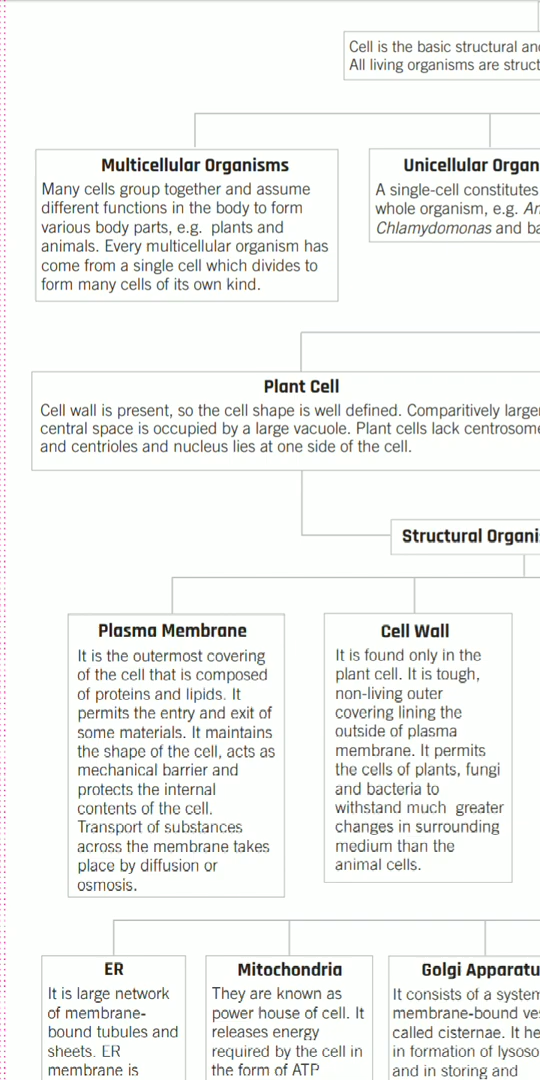 Cell is the basic structural
All living organisms are
Multicellular Organisms
Many cells group together and assume
different functions in the body to form
various body parts, e.g. plants and
animals. Every multicellular organism has
come from a single cell which divides to
form many cells of its own kind.
Unicellular
A single-cell constitutes
whole organism, e.g.
Chlamydomonas and
Plant Cell
Cell wall is present, so the cell shape is well defined. Comparitively
central space is occupied by a large vacuole. Plant cells lack
and centrioles and nucleus lies at one side of the cell.
Structural
Plasma Membrane
It is the outermost covering
of the cell that is composed
of proteins and lipids. It
permits the entry and exit of
some materials. It maintains
the shape of the cell, acts as
mechanical barrier and
protects the internal
contents of the cell.
Transport of substances
across the membrane takes
place by diffusion or
osmosis.
Cell Wall
It is found only in the
plant cell. It is tough,
non-living outer
covering lining the
outside of plasma
membrane. It permits
the cells of plants, fungi
and bacteria to
withstand much greater
changes in surrounding
medium than the
animal cells.
ER
It is large network
of membrane-
bound tubules and
sheets. ER
membrane is
Mitochondria
They are known as
power house of cell. It
releases energy
required by the cell in
the form of ATP
Golgi
It consists of a system
membrane-bound
called cisternae. It
in formation of
and in storing and